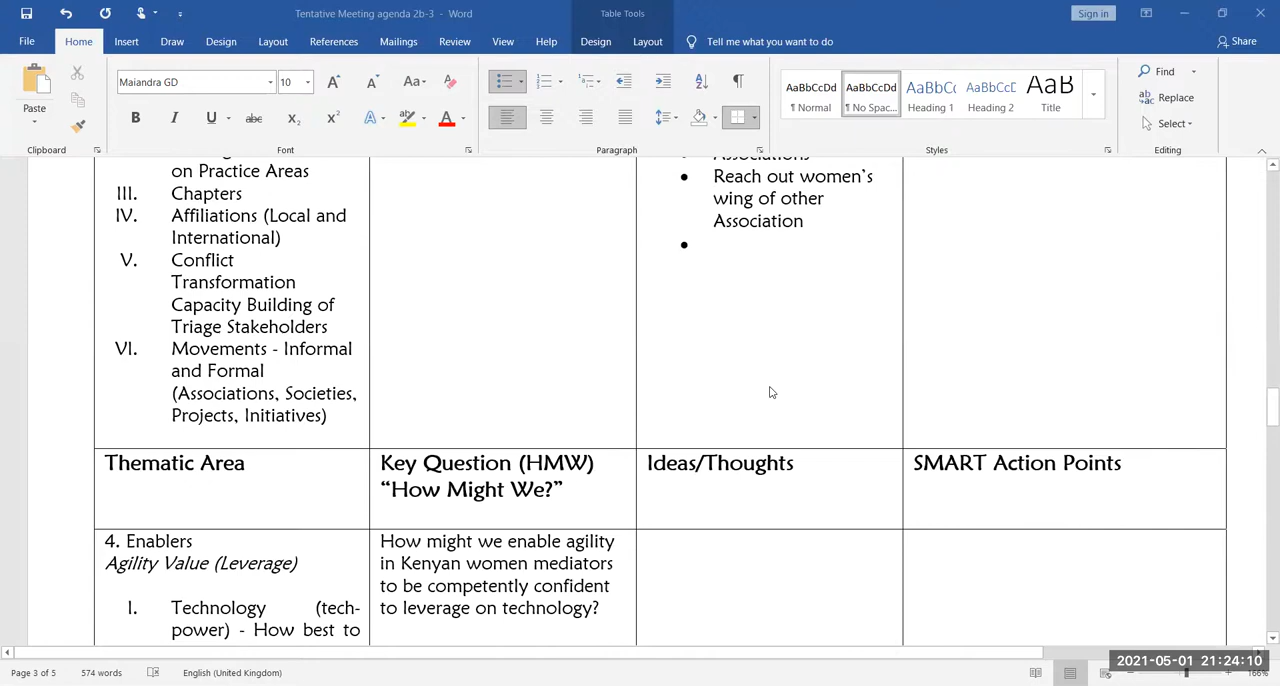 Tentative Meeting agenda 2b-3 - Word
Table Tools
Sign in
File
Home
Insert
Draw
Design
Layout
References
Mailings
Review
View
Help
Design
Layout
Tell me what you want to do
Share
Paste
Clipboard
Maiandra GD
10
Font
Paragraph
AaBbCcDd
¶ Normal
AaBbCcDd
¶ No Spac...
AaBbCc
Heading 1
AaBbCcC
Heading 2
AaB
Title
Styles
Find
Replace
Select
Editing
on Practice Areas
III. Chapters
IV. Affiliations (Local and
International)
V. Conflict
Transformation
Capacity Building of
Triage Stakeholders
VI. Movements - Informal
and Formal
(Associations, Societies,
Projects, Initiatives)
Associations
• Reach out women's
wing of other
Association
•
Thematic Area
Key Question (HMW)
“How Might We?”
Ideas/Thoughts
SMART Action Points
4. Enablers
Agility Value (Leverage)
I. Technology (tech-
power) - How best to
How might we enable agility
in Kenyan women mediators
to be competently confident
to leverage on technology?
Page 3 of 5
574 words
English (United Kingdom)
2021-05-01 21:24:10
166%